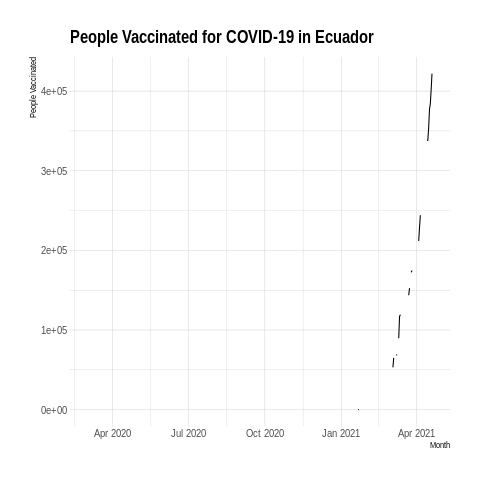 People Vaccinated for COVID-19 in Ecuador
People Vaccinated
4e+05
3e+05
2e+05
1e+05
0e+00
Apr 2020 Jul 2020 Oct 2020 Jan 2021 Apr 2021
Month